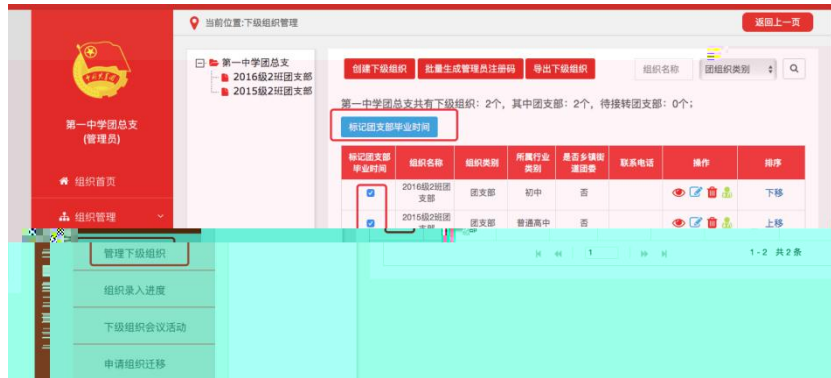 当前位置:下级组织管理
返回上一页
第一中学团总支
2016级2班团支部
2015级2班团支部
创建下级组织 批量生成管理员注册码 导出下级组织 组织名称 团组织类别
第一中学团总支共有下级组织：2个，其中团支部：2个，待接转团支部：0个；
标记团支部毕业时间
标记团支部毕业时间 组织名称 组织类别 所属行业类别 是否乡镇街道团委 联系电话 操作 排序
2016级2班团支部 团支部 初中 否 下移
2015级2班团支部 团支部 普通高中 否 上移
1 1-2 共2条
第一中学团总支
(管理员)
组织首页
组织管理
管理下级组织
组织录入进度
下级组织会议活动
申请组织迁移